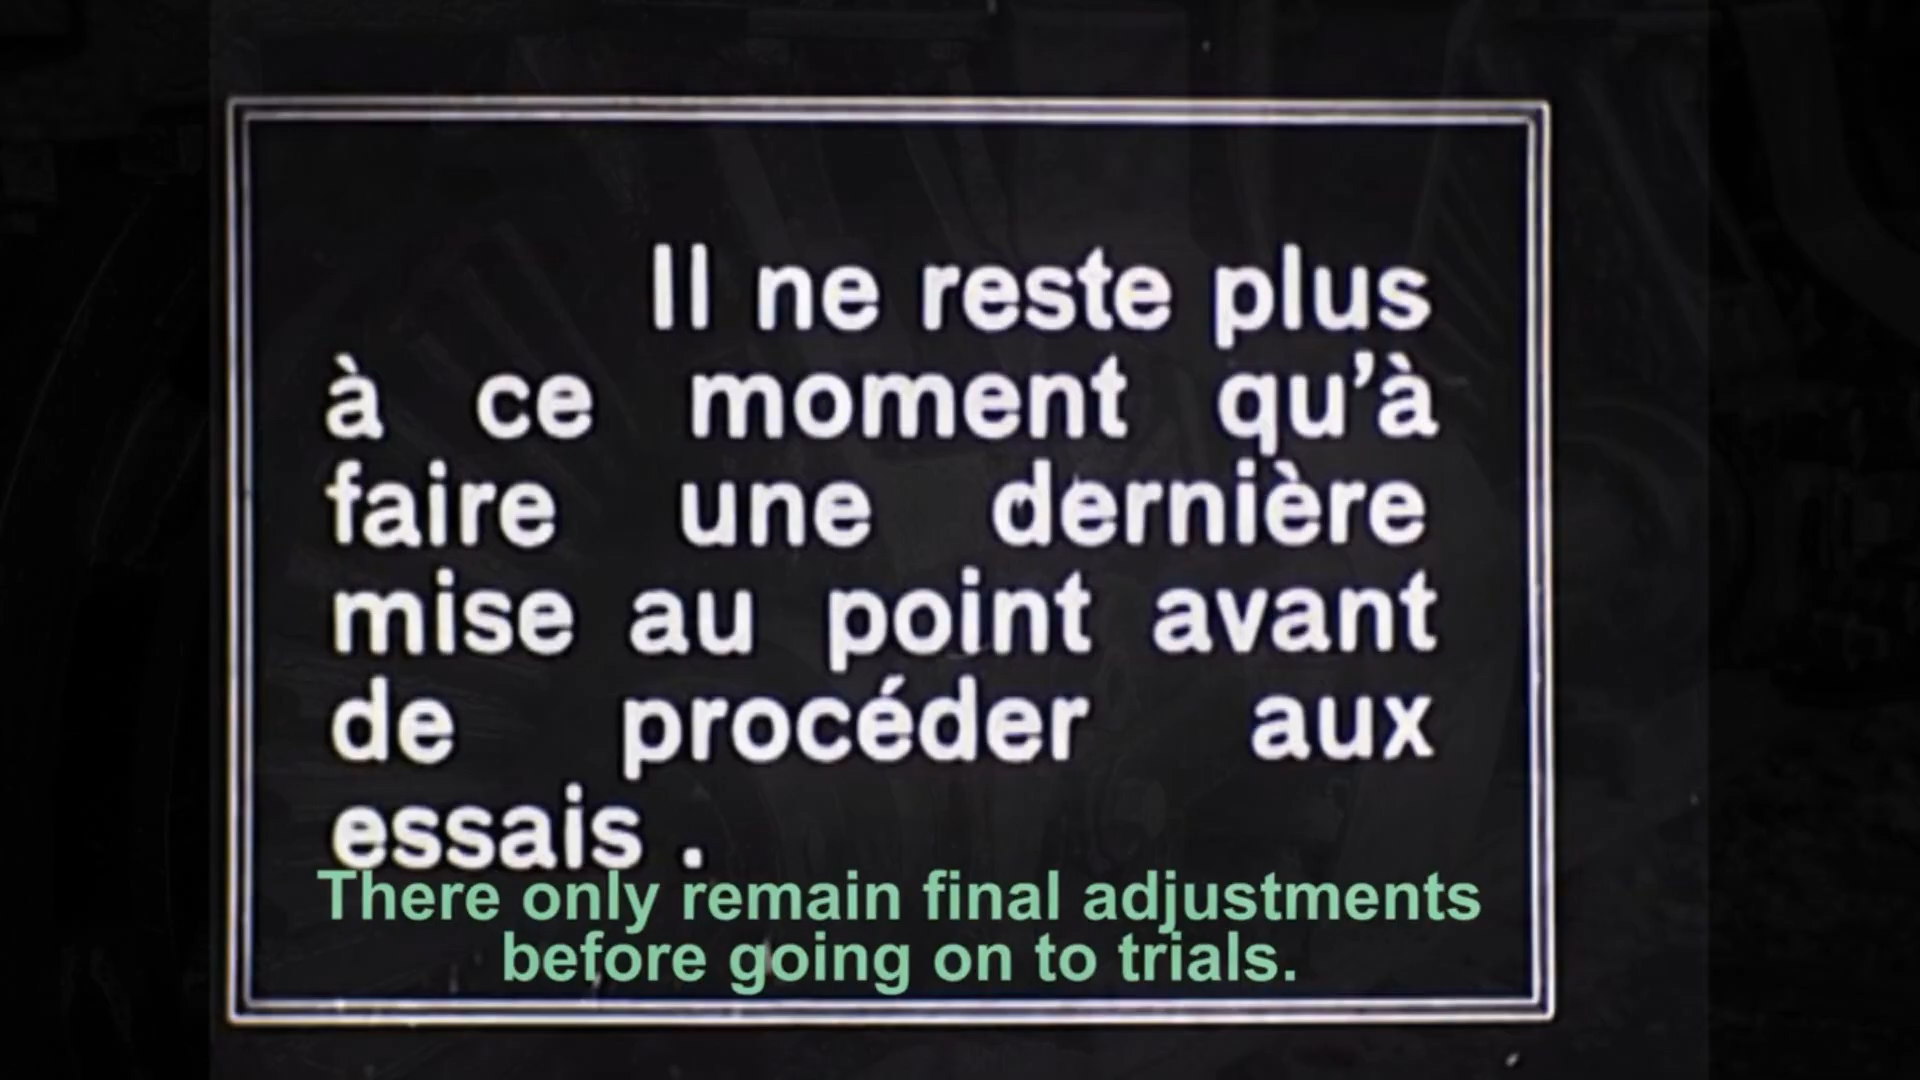 Il ne reste plus
à ce moment qu'à
faire une dernière
mise au point avant
de procéder aux
essais .
There only remain final adjustments
before going on to trials.